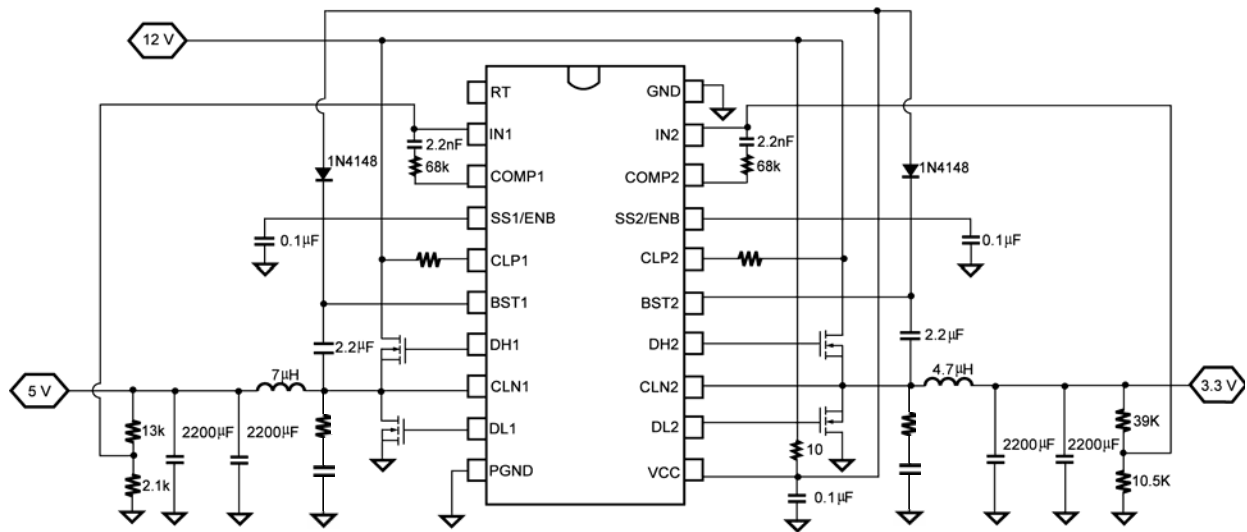 12 V
RT
GND
IN1
IN2
2.2nF
2.2nF
1N4148
68k
68k
1N4148
COMP1
COMP2
SS1/ENB
SS2/ENB
0.1µF
0.1µF
CLP1
CLP2
BST1
BST2
2.2µF
DH1
DH2
2.2µF
5 V
7µH
CLN1
CLN2
4.7µH
3.3 V
13k
2200µF
2200µF
DL1
DL2
10
2200µF
2200µF
39K
2.1k
PGND
VCC
0.1µF
10.5K